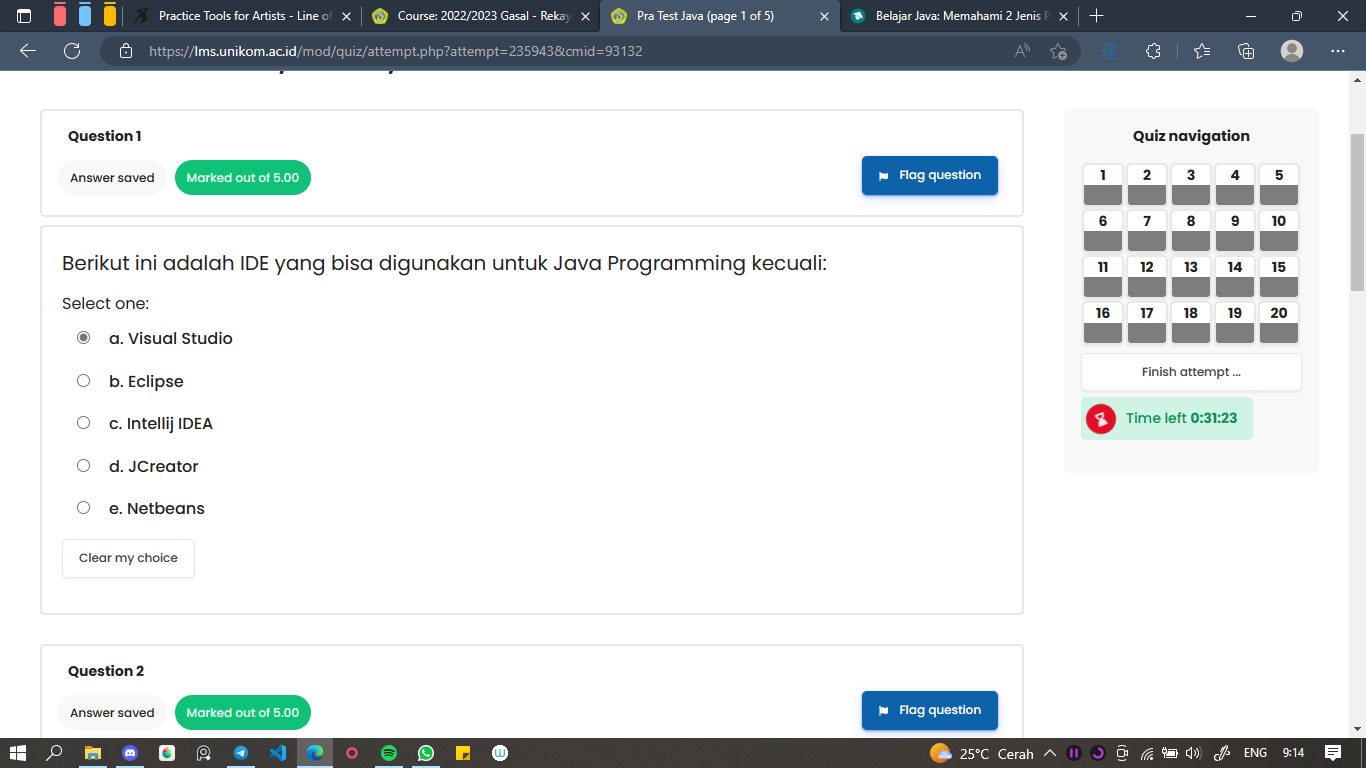 Practice Tools for Artists - Line of
Course: 2022/2023 Gasal - Rekay
Pra Test Java (page 1 of 5)
Belajar Java: Memahami 2 Jenis P
https://lms.unikom.ac.id/mod/quiz/attempt.php?attempt=235943&cmid=93132
Question 1
Answer saved
Marked out of 5.00
Flag question
Berikut ini adalah IDE yang bisa digunakan untuk Java Programming kecuali:
Select one:
a. Visual Studio
b. Eclipse
c. Intellij IDEA
d. JCreator
e. Netbeans
Clear my choice
Question 2
Answer saved
Marked out of 5.00
Flag question
Quiz navigation
1 2 3 4 5
6 7 8 9 10
11 12 13 14 15
16 17 18 19 20
Finish attempt ...
Time left 0:31:23
25°C Cerah
ENG
9:14